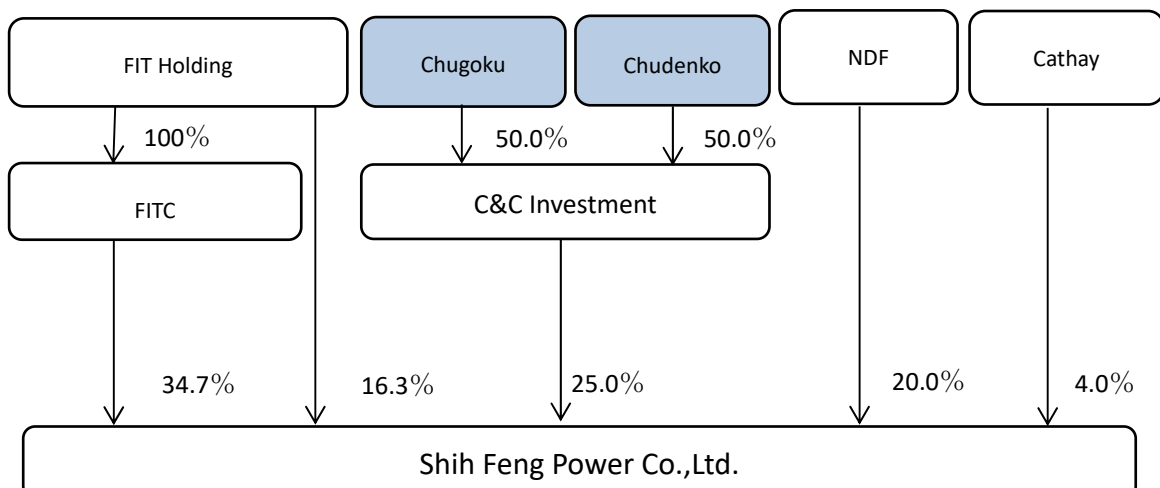 FIT Holding
Chugoku
Chudenko
NDF
Cathay
100%
50.0%
50.0%
FITC
C&C Investment
34.7%
16.3%
25.0%
20.0%
4.0%
Shih Feng Power Co.,Ltd.